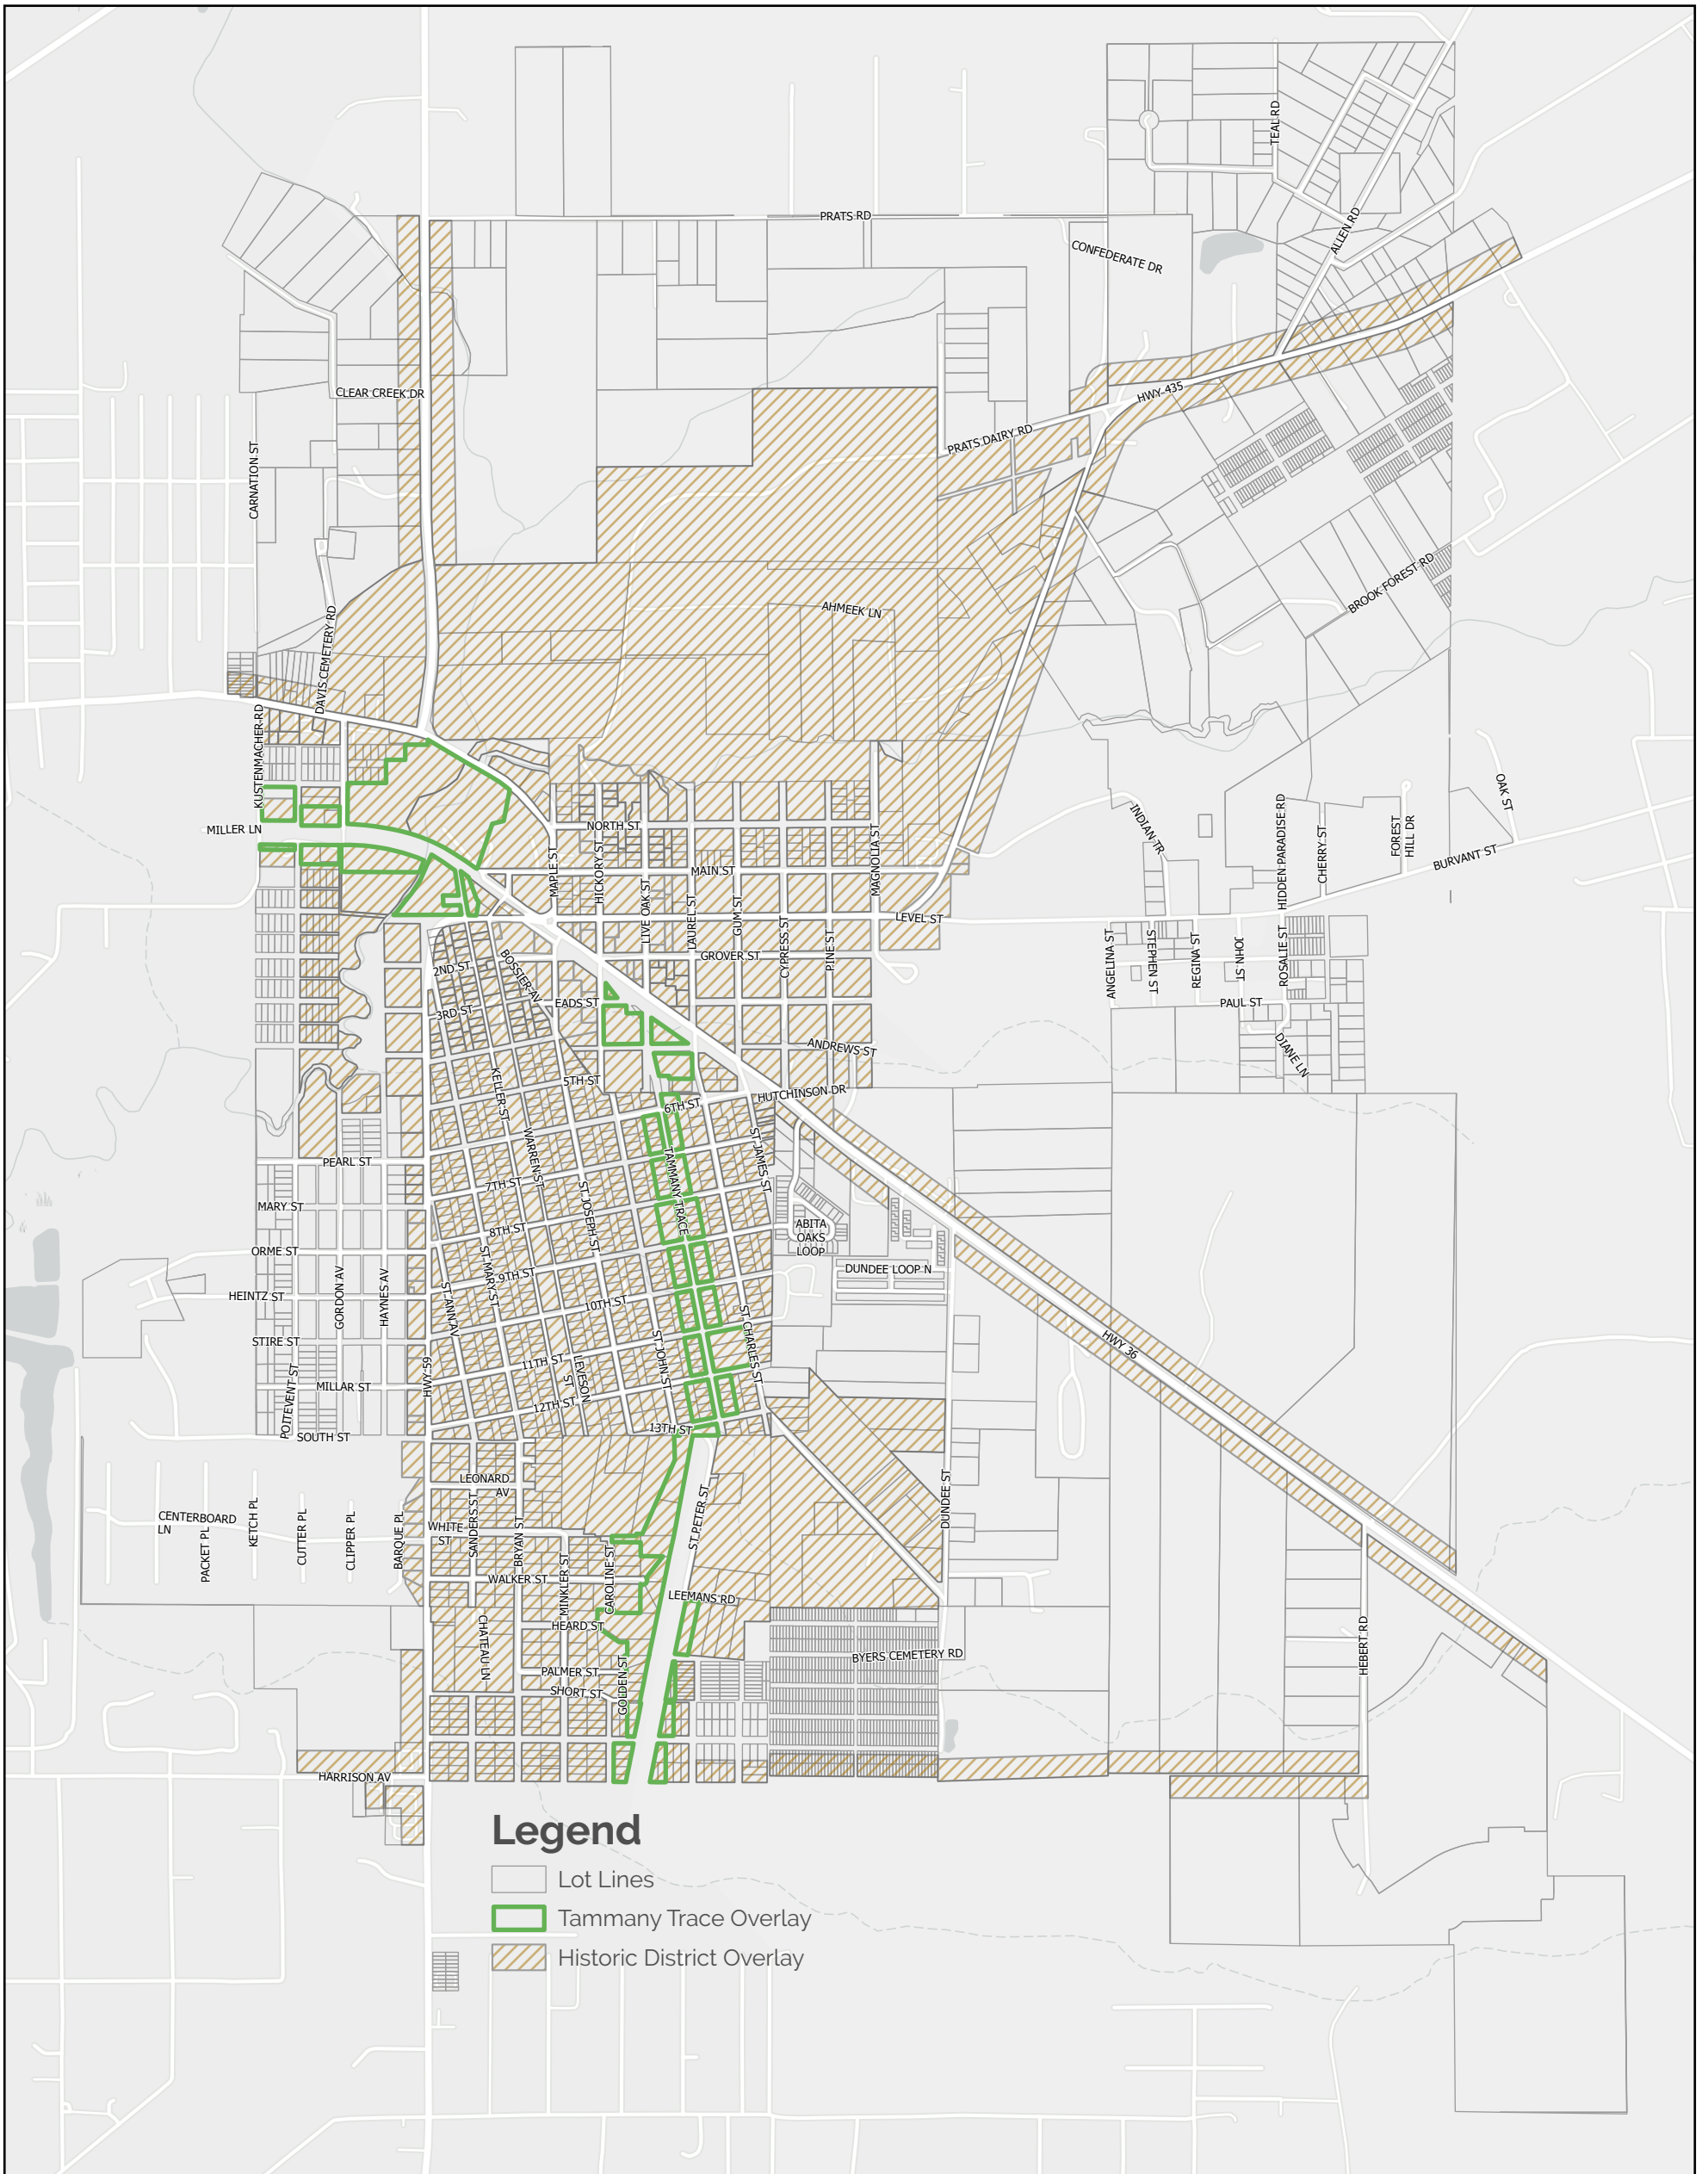 TEAL RD
PRATS RD
ALLEN RD
CONFEDERATE DR
CLEAR CREEK DR
HWY 435
PRATS DAIRY RD
CARNATION ST
BROOK FOREST RD
AHMEEK LN
DAVIS CEMETERY RD
KUSTENMACHER RD
OAK ST
MILLER LN
NORTH ST
INDIAN TR
HIDDEN PARADISE RD
CHERRY ST
FOREST
HILL DR
BURVANT ST
MAPLE ST
HICKORY ST
MAIN ST
MAGNOLIA ST
LIVE OAK ST
LAUREL ST
GUM ST
LEVEL ST
CYPRESS ST
PINE ST
GROVER ST
ANGELINA ST
STEPHEN ST
REGINA ST
JOHN ST
ROSALIE ST
2ND ST
BOSSIER AV
EADS ST
PAUL ST
3RD ST
ANDREWS ST
DIANE LN
KELLER ST
5TH ST
HUTCHINSON DR
6TH ST
WARREN ST
TAMMANY TRACE
ST JAMES ST
PEARL ST
7TH ST
MARY ST
ST JOSEPH ST
8TH ST
ABITA
OAKS
LOOP
ORME ST
ST MARY ST
9TH ST
DUNDEE LOOP N
HEINTZ ST
GORDON AV
HAYNES AV
ST ANN AV
10TH ST
STIRE ST
ST JOHN ST
ST CHARLES ST
HWY 36
11TH ST
HWY 59
LEVESON
ST
MILLAR ST
POITEVENT ST
12TH ST
13TH ST
SOUTH ST
LEONARD
AV
CENTERBOARD
LN
PACKET PL
KETCH PL
CUTTER PL
CLIPPER PL
BARQUE PL
WHITE
ST
SANDERS ST
BRYAN ST
ST PETER ST
DUNDEE ST
WALKER ST
MINKLER ST
CAROLINE ST
LEEMANS RD
HEARD ST
CHATEAU LN
BYERS CEMETERY RD
HEBERT RD
PALMER ST
SHORT ST
GOLDEN ST
HARRISON AV
Legend
Lot Lines
Tammany Trace Overlay
Historic District Overlay